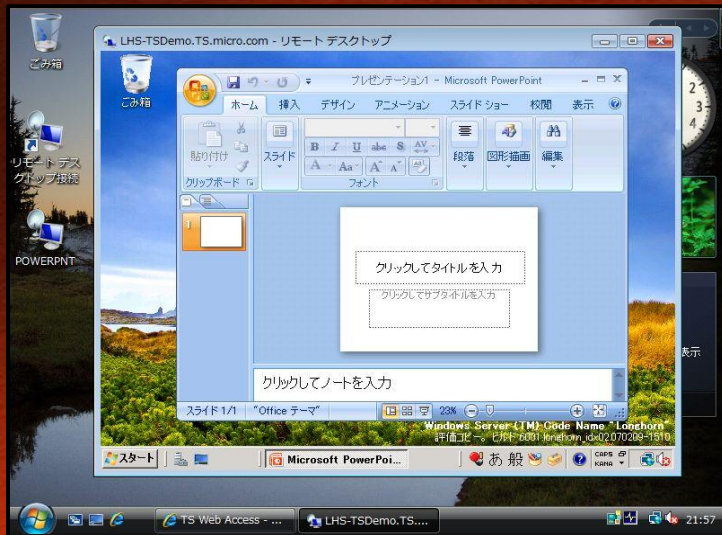 LHS-TSDemo.TS.micro.com - リモート デスクトップ
ごみ箱
ごみ箱
リモート デスクトップ接続
POWERPNT
プレゼンテーション1 - Microsoft PowerPoint
ホーム 挿入 デザイン アニメーション スライド ショー 校閲 表示
貼り付け
スライド
B I U abc S AV
A Aa A A
段落 図形描画 編集
クリップボード フォント
1
クリックしてタイトルを入力
クリックしてサブタイトルを入力
クリックしてノートを入力
スライド 1/1 "Office テーマ" 23%
Windows Server (TM) Code Name "Longhorn"
評価コピー。 ビルド 6001 longhorn_idx02.070209-1510
スタート Microsoft PowerPoi... あ 般 CAPS KANA
2
3
4
表示
TS Web Access - ... LHS-TSDemo.TS.... 21:57